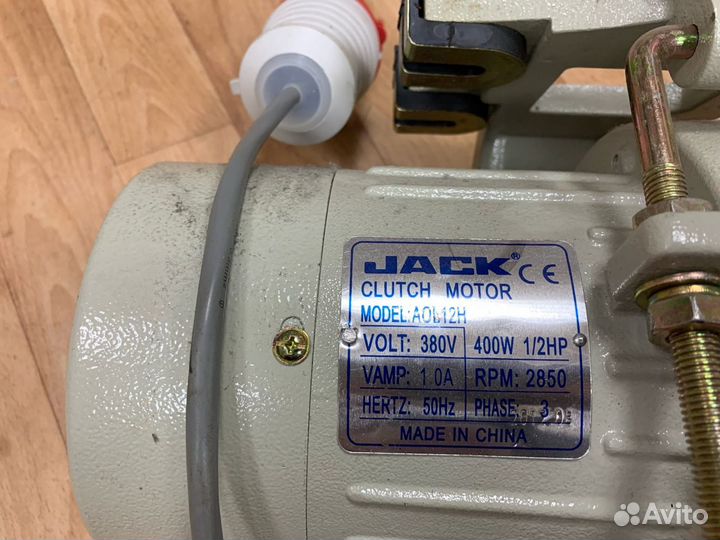 JACK® CE
CLUTCH MOTOR
MODEL:AOL12H
VOLT: 380V 400W 1/2HP
VAMP: 1.0A RPM: 2850
HERTZ: 50Hz PHASE: 3
MADE IN CHINA
Avito